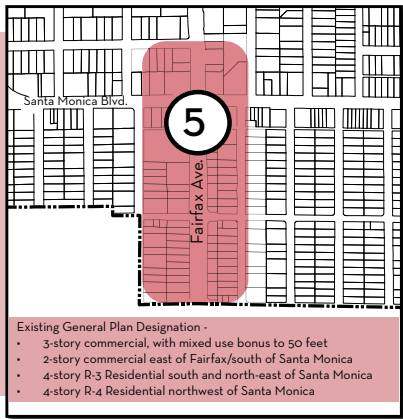 Santa Monica Blvd.
5
Fairfax Ave.
Existing General Plan Designation -
• 3-story commercial, with mixed use bonus to 50 feet
• 2-story commercial east of Fairfax/south of Santa Monica
• 4-story R-3 Residential south and north-east of Santa Monica
• 4-story R-4 Residential northwest of Santa Monica